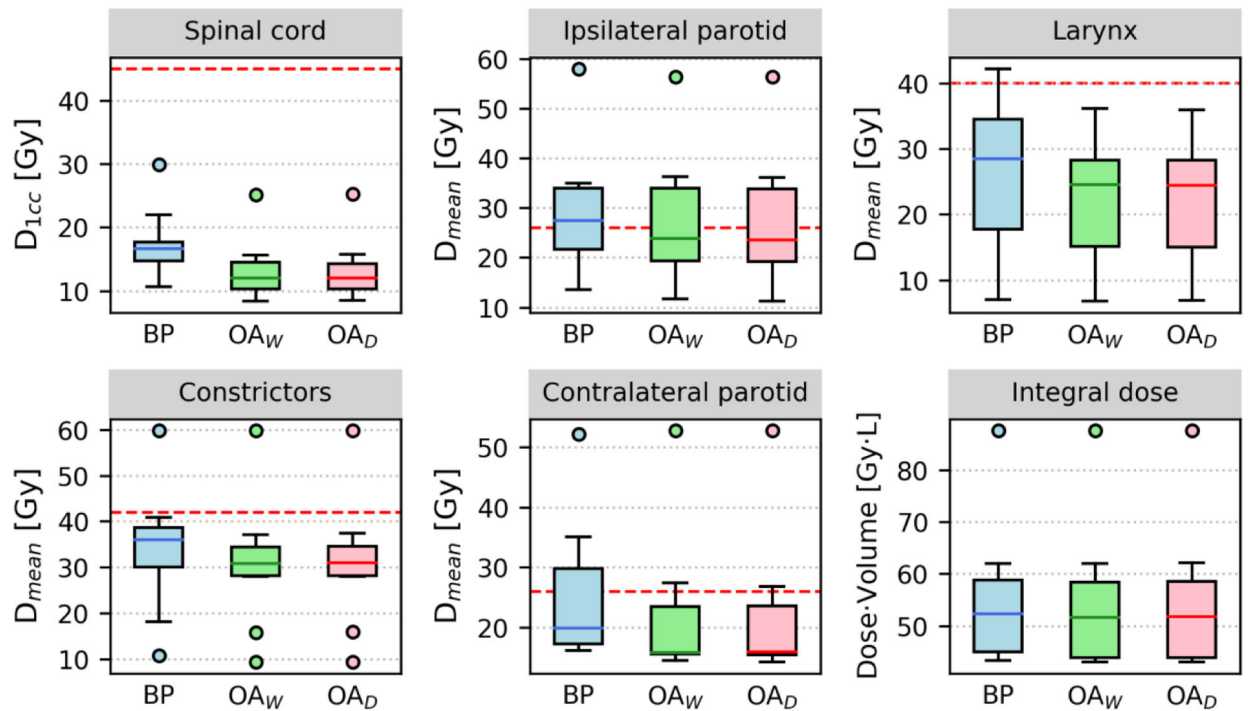 Spinal cord
D1cc [Gy]
40
30
20
10
BP OAW OAD
Ipsilateral parotid
Dmean [Gy]
60
50
40
30
20
10
BP OAW OAD
Larynx
Dmean [Gy]
40
30
20
10
BP OAW OAD
Constrictors
Dmean [Gy]
60
50
40
30
20
10
BP OAW OAD
Contralateral parotid
Dmean [Gy]
50
40
30
20
BP OAW OAD
Integral dose
Dose·Volume [Gy·L]
80
70
60
50
BP OAW OAD